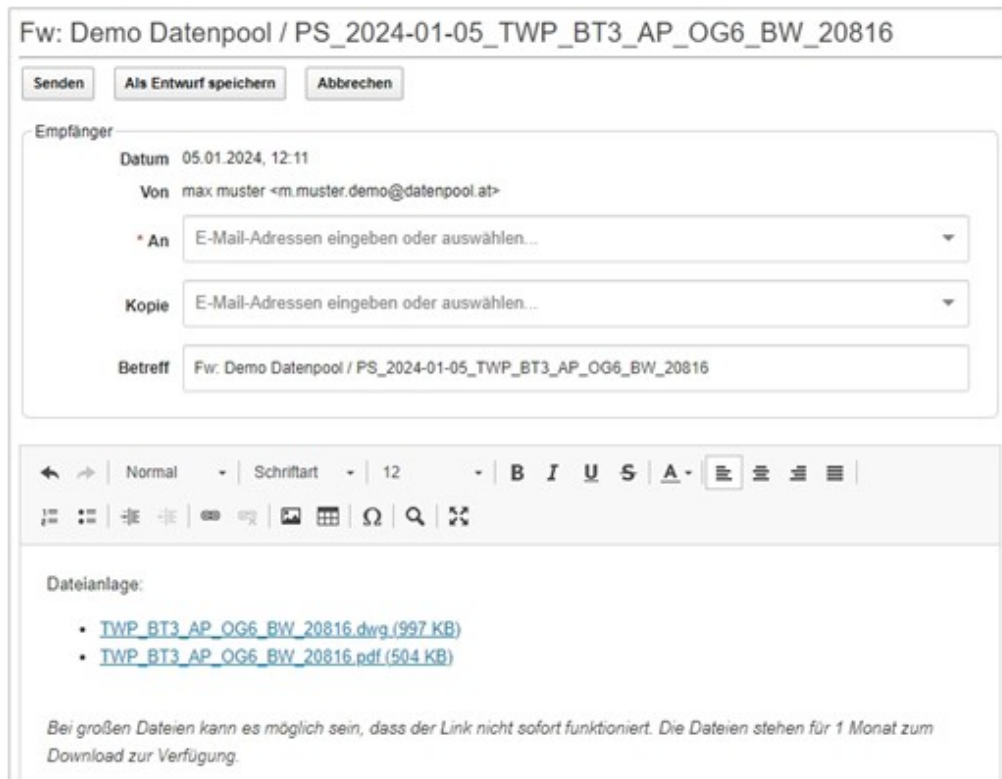 Fw: Demo Datenpool / PS_2024-01-05_TWP_BT3_AP_OG6_BW_20816
Senden Als Entwurf speichern Abbrechen
Empfänger
Datum 05.01.2024, 12:11
Von max muster <m.muster.demo@datenpool.at>
* An E-Mail-Adressen eingeben oder auswählen...
Kopie E-Mail-Adressen eingeben oder auswählen...
Betreff Fw: Demo Datenpool / PS_2024-01-05_TWP_BT3_AP_OG6_BW_20816
Normal Schriftart 12 B I U S A
Ω
Dateianlage:
• TWP_BT3_AP_OG6_BW_20816.dwg (997 KB)
• TWP_BT3_AP_OG6_BW_20816.pdf (504 KB)
Bei großen Dateien kann es möglich sein, dass der Link nicht sofort funktioniert. Die Dateien stehen für 1 Monat zum
Download zur Verfügung.